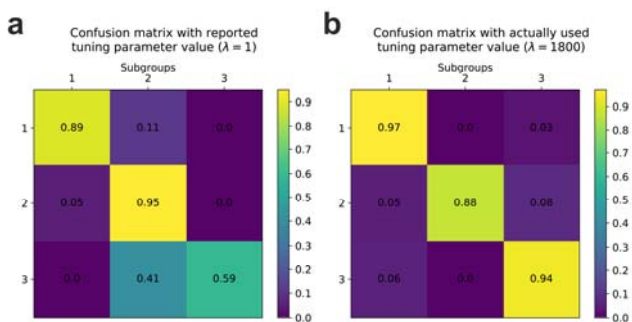 a
Confusion matrix with reported
tuning parameter value (λ = 1)
Subgroups
1 2 3
1 0.89 0.11 0.0
2 0.05 0.95 0.0
3 0.0 0.41 0.59
0.9
0.8
0.7
0.6
0.5
0.4
0.3
0.2
0.1
0.0
b
Confusion matrix with actually used
tuning parameter value (λ = 1800)
Subgroups
1 2 3
1 0.97 0.0 0.03
2 0.05 0.88 0.08
3 0.06 0.0 0.94
0.9
0.8
0.7
0.6
0.5
0.4
0.3
0.2
0.1
0.0